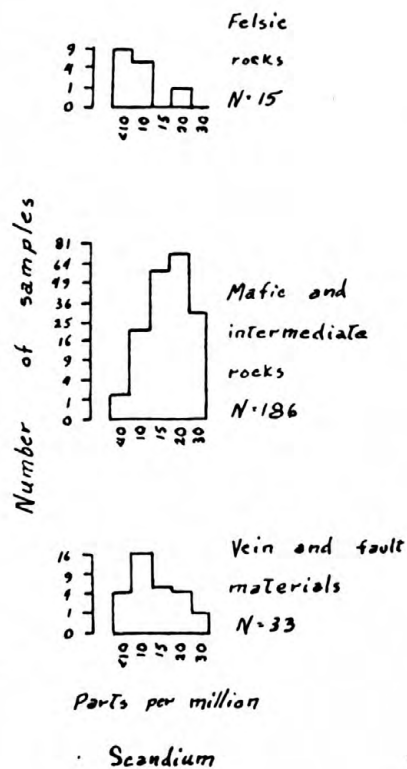 Felsic
rocks
N=15
9
4
1
0
<10
10
15
20
30
Number of samples
81
64
49
36
25
16
9
4
1
0
Mafic and
intermediate
rocks
N=186
<10
10
15
20
30
16
9
4
1
0
Vein and fault
materials
N=33
<10
10
15
20
30
Parts per million
Scandium